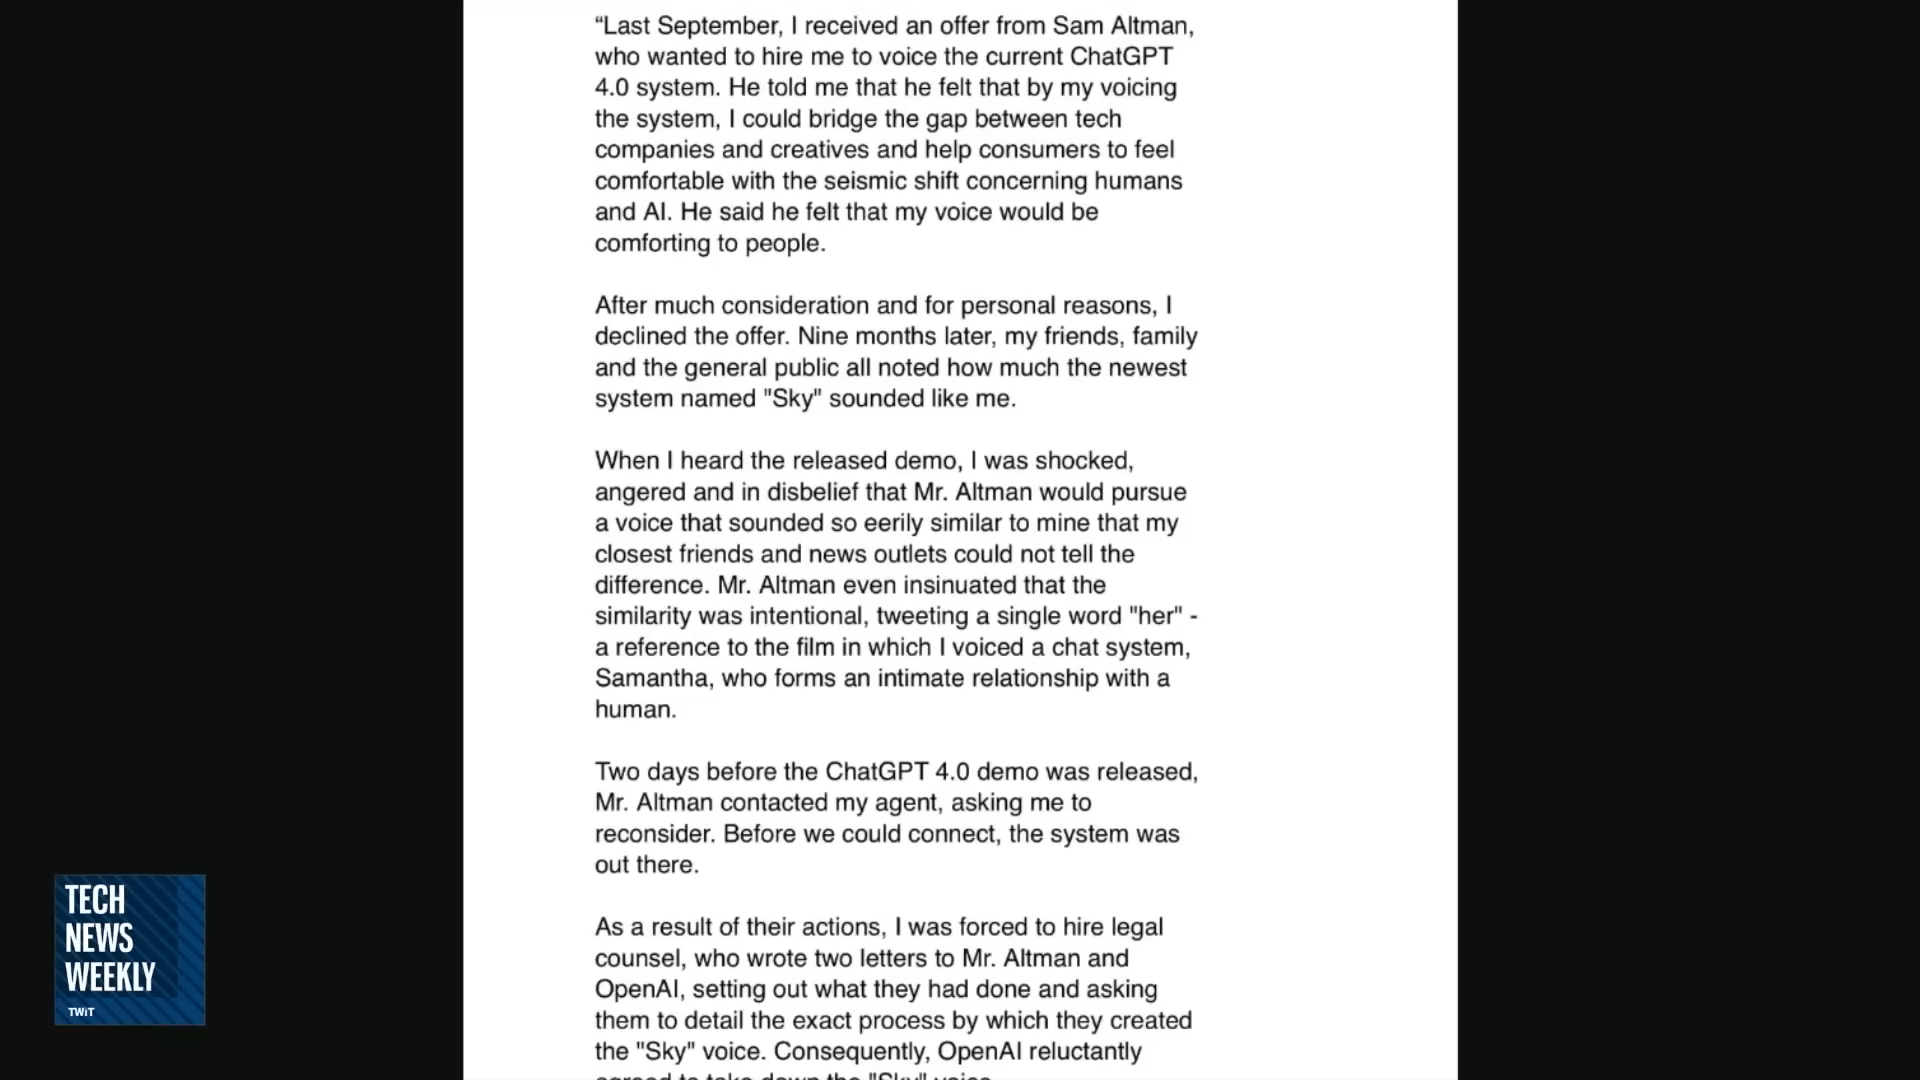 “Last September, I received an offer from Sam Altman,
who wanted to hire me to voice the current ChatGPT
4.0 system. He told me that he felt that by my voicing
the system, I could bridge the gap between tech
companies and creatives and help consumers to feel
comfortable with the seismic shift concerning humans
and AI. He said he felt that my voice would be
comforting to people.
After much consideration and for personal reasons, I
declined the offer. Nine months later, my friends, family
and the general public all noted how much the newest
system named "Sky" sounded like me.
When I heard the released demo, I was shocked,
angered and in disbelief that Mr. Altman would pursue
a voice that sounded so eerily similar to mine that my
closest friends and news outlets could not tell the
difference. Mr. Altman even insinuated that the
similarity was intentional, tweeting a single word "her" -
a reference to the film in which I voiced a chat system,
Samantha, who forms an intimate relationship with a
human.
Two days before the ChatGPT 4.0 demo was released,
Mr. Altman contacted my agent, asking me to
reconsider. Before we could connect, the system was
out there.
As a result of their actions, I was forced to hire legal
counsel, who wrote two letters to Mr. Altman and
OpenAI, setting out what they had done and asking
them to detail the exact process by which they created
the "Sky" voice. Consequently, OpenAI reluctantly
agreed to take down the "Sky" voice.
TECH
NEWS
WEEKLY
TWiT